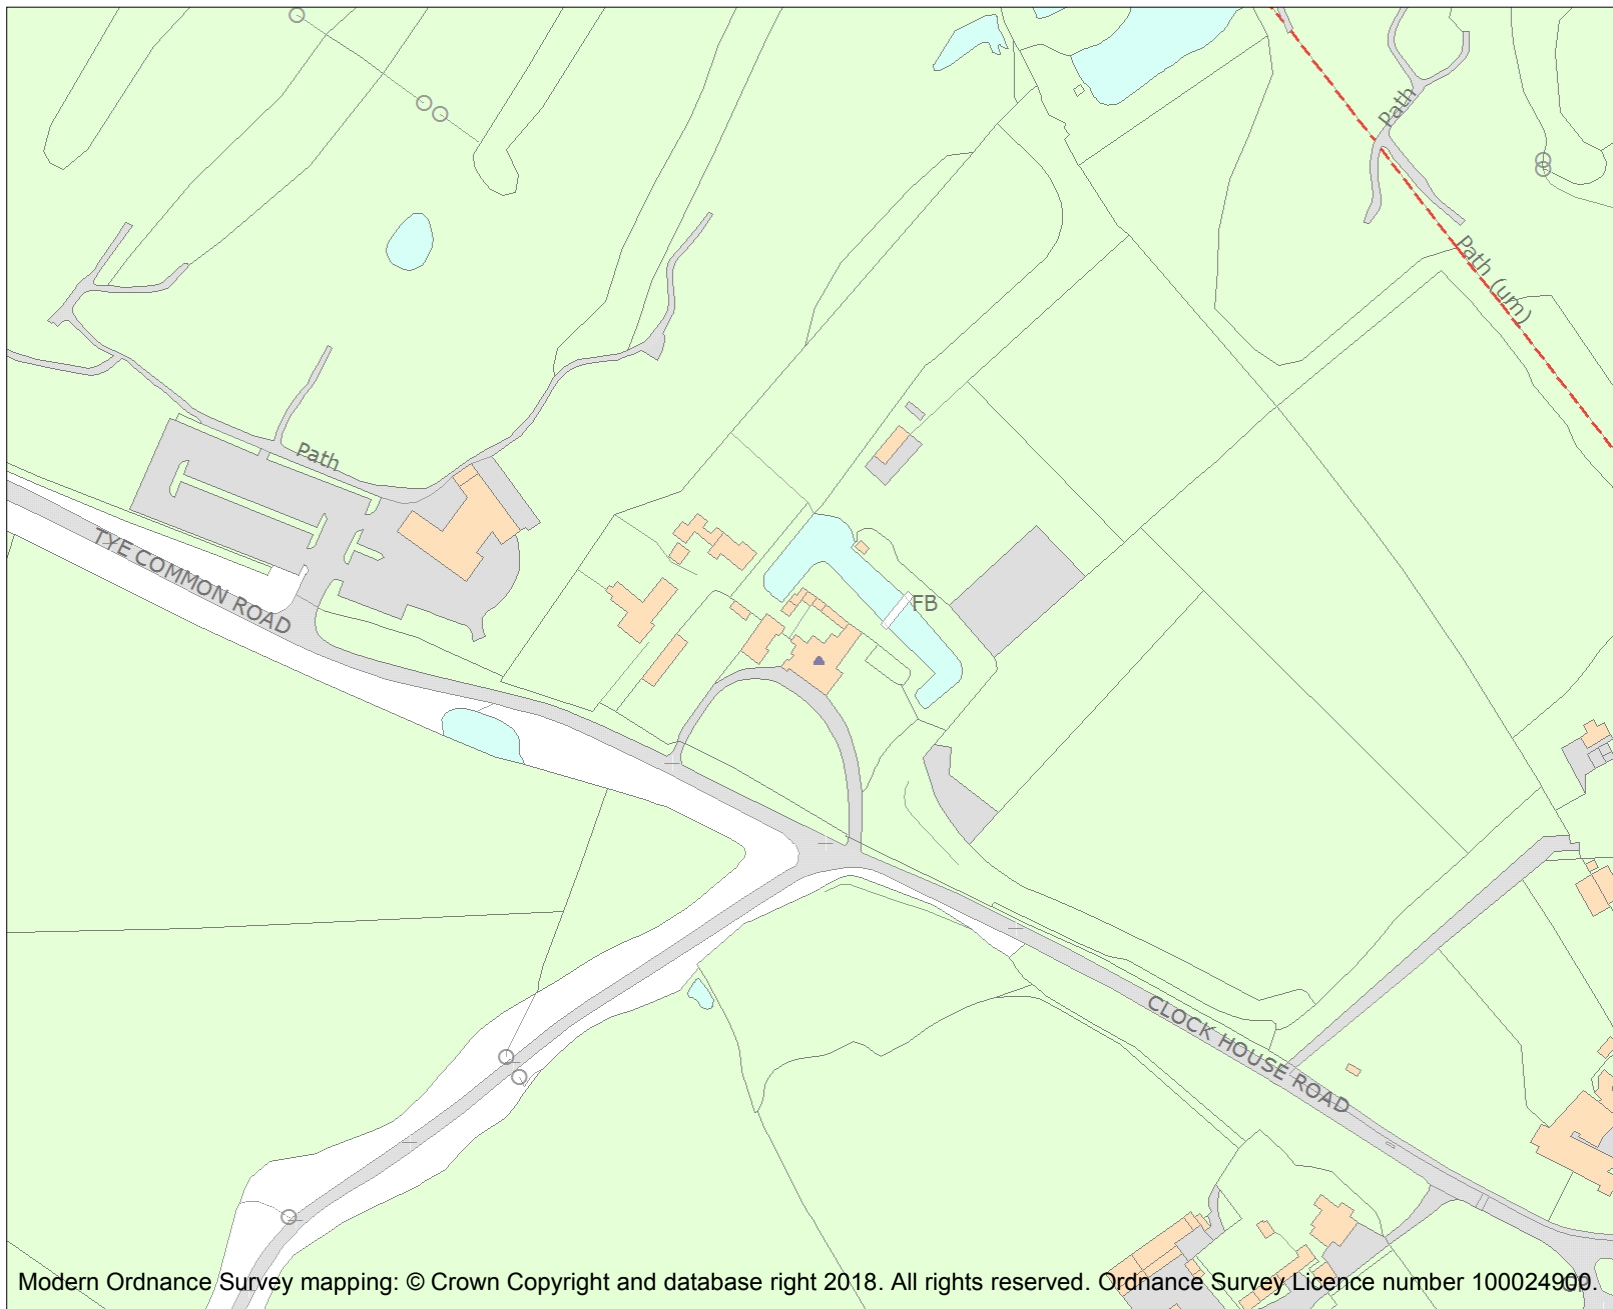 Path
Path (um)
Path
TYE COMMON ROAD
FB
CLOCK HOUSE ROAD
Modern Ordnance Survey mapping: © Crown Copyright and database right 2018. All rights reserved. Ordnance Survey Licence number 100024900.